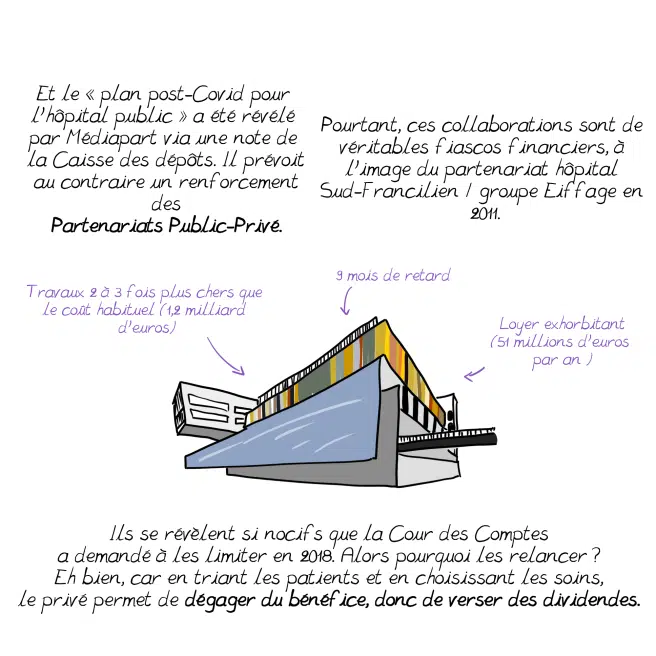 Et le « plan post-Covid pour
l'hôpital public » a été révélé
par Médiapart via une note de
la Caisse des dépôts. Il prévoit
au contraire un renforcement
des
Partenariats Public-Privé.
Pourtant, ces collaborations sont de
véritables fiascos financiers, à
l'image du partenariat hôpital
Sud-Francilien / groupe Eiffage en
2011.
Travaux 2 à 3 fois plus chers que
le coût habituel (1,2 milliard
d'euros)
9 mois de retard
Loyer exhorbitant
(51 millions d'euros
par an )
Ils se révèlent si nocifs que la Cour des Comptes
a demandé à les limiter en 2018. Alors pourquoi les relancer ?
Eh bien, car en triant les patients et en choisissant les soins,
le privé permet de dégager du bénéfice, donc de verser des dividendes.